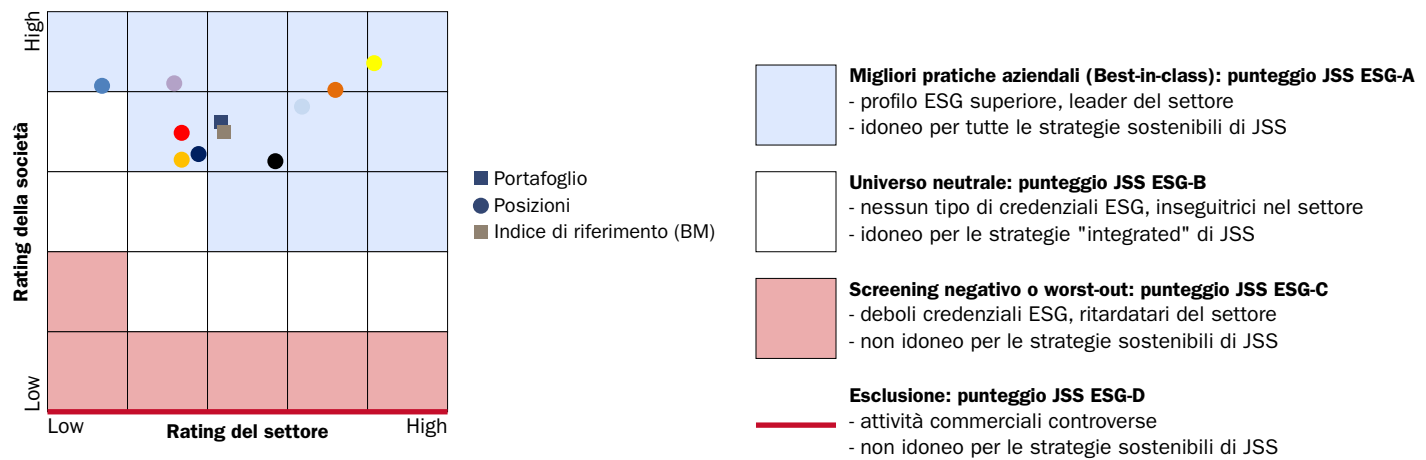 High
Rating della società
Low
Low
Rating del settore
High
Portafoglio
Posizioni
Indice di riferimento (BM)
Migliori pratiche aziendali (Best-in-class): punteggio JSS ESG-A
- profilo ESG superiore, leader del settore
- idoneo per tutte le strategie sostenibili di JSS
Universo neutrale: punteggio JSS ESG-B
- nessun tipo di credenziali ESG, inseguitrici nel settore
- idoneo per le strategie "integrated" di JSS
Screening negativo o worst-out: punteggio JSS ESG-C
- deboli credenziali ESG, ritardatari del settore
- non idoneo per le strategie sostenibili di JSS
Esclusione: punteggio JSS ESG-D
- attività commerciali controverse
- non idoneo per le strategie sostenibili di JSS